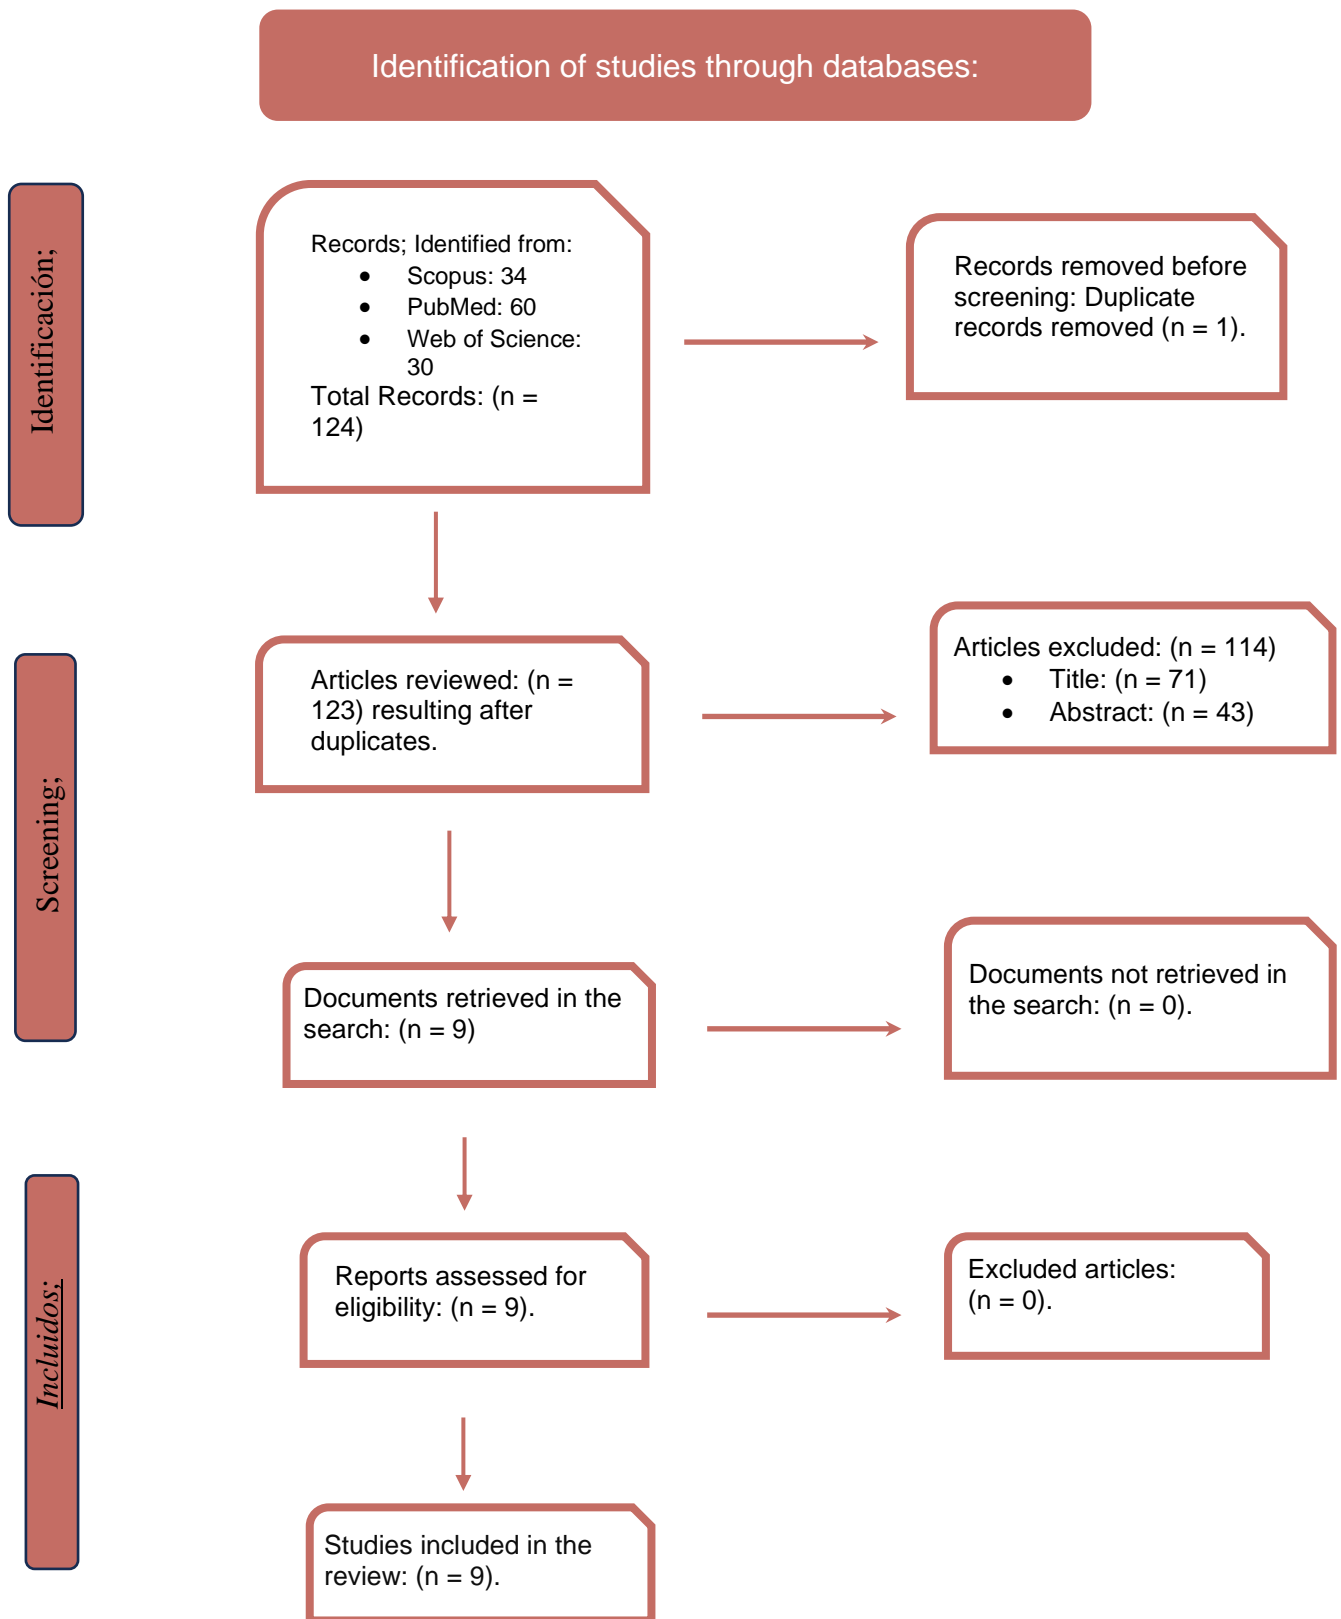 Identification of studies through databases:
Identificación;
Records; Identified from:
• Scopus: 34
• PubMed: 60
• Web of Science:
30
Total Records: (n =
124)
Records removed before
screening: Duplicate
records removed (n = 1).
Screening;
Articles reviewed: (n =
123) resulting after
duplicates.
Articles excluded: (n = 114)
• Title: (n = 71)
• Abstract: (n = 43)
Documents retrieved in the
search: (n = 9)
Documents not retrieved in
the search: (n = 0).
Incluidos;
Reports assessed for
eligibility: (n = 9).
Excluded articles:
(n = 0).
Studies included in the
review: (n = 9).